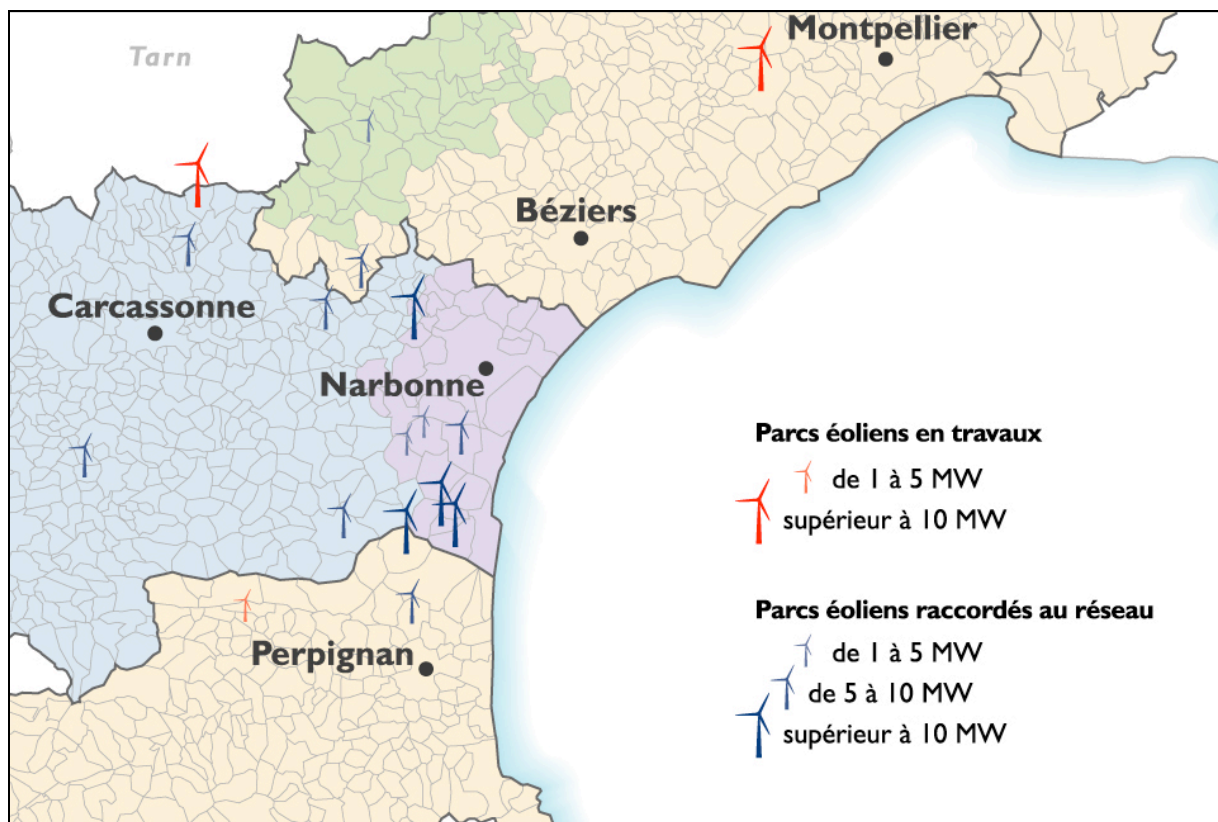 Montpellier
Tarn
Béziers
Carcassonne
Narbonne
Perpignan
Parcs éoliens en travaux
de 1 à 5 MW
supérieur à 10 MW
Parcs éoliens raccordés au réseau
de 1 à 5 MW
de 5 à 10 MW
supérieur à 10 MW